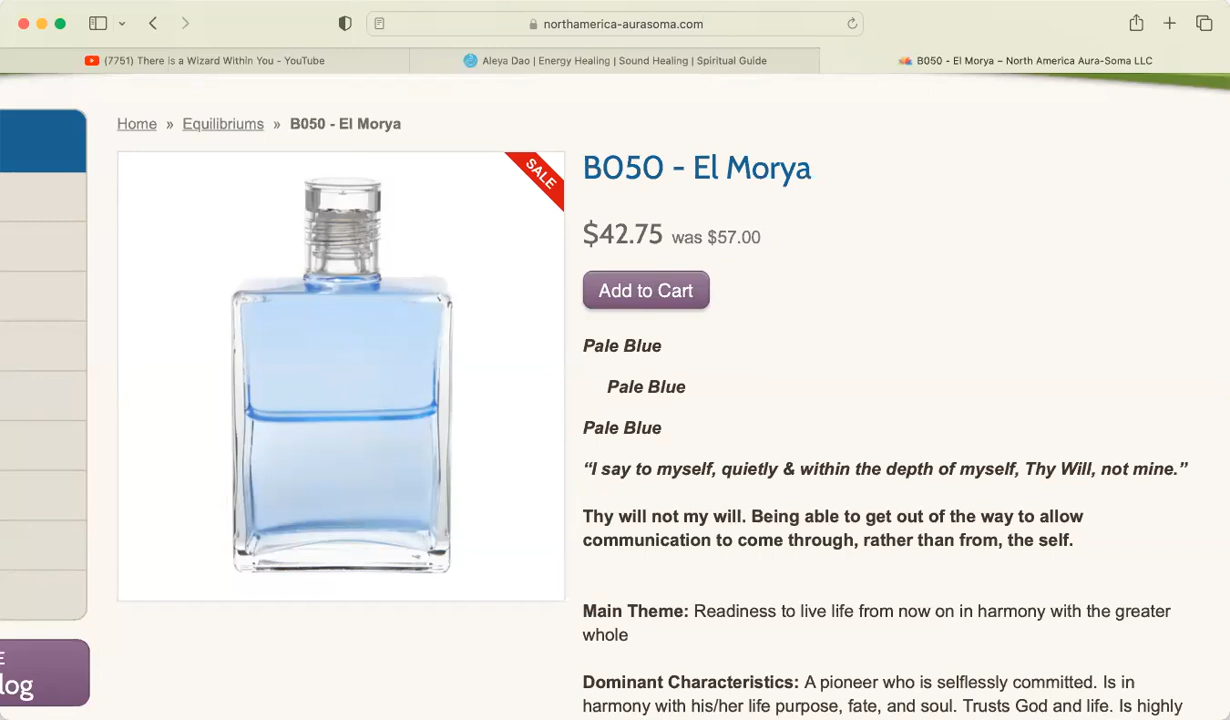 northamerica-aurasoma.com
(7751) There is a Wizard Within You - YouTube
Aleya Dao | Energy Healing | Sound Healing | Spiritual Guide
B050 - El Morya – North America Aura-Soma LLC
Home » Equilibriums » B050 - El Morya
SALE
B050 - El Morya
$42.75 was $57.00
Add to Cart
Pale Blue
Pale Blue
Pale Blue
“I say to myself, quietly & within the depth of myself, Thy Will, not mine.”
Thy will not my will. Being able to get out of the way to allow
communication to come through, rather than from, the self.
Main Theme: Readiness to live life from now on in harmony with the greater
whole
Dominant Characteristics: A pioneer who is selflessly committed. Is in
harmony with his/her life purpose, fate, and soul. Trusts God and life. Is highly